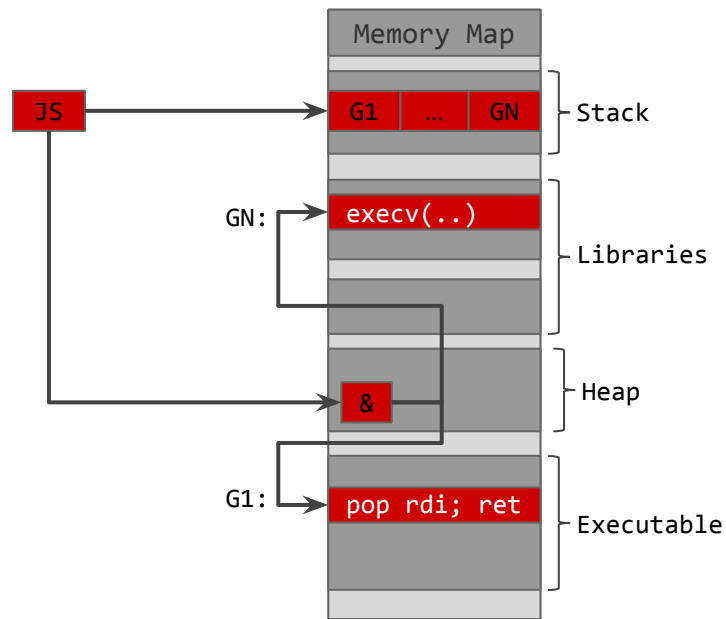 Memory Map
JS
G1 … GN
Stack
GN:
execv(..)
Libraries
&
Heap
G1:
pop rdi; ret
Executable